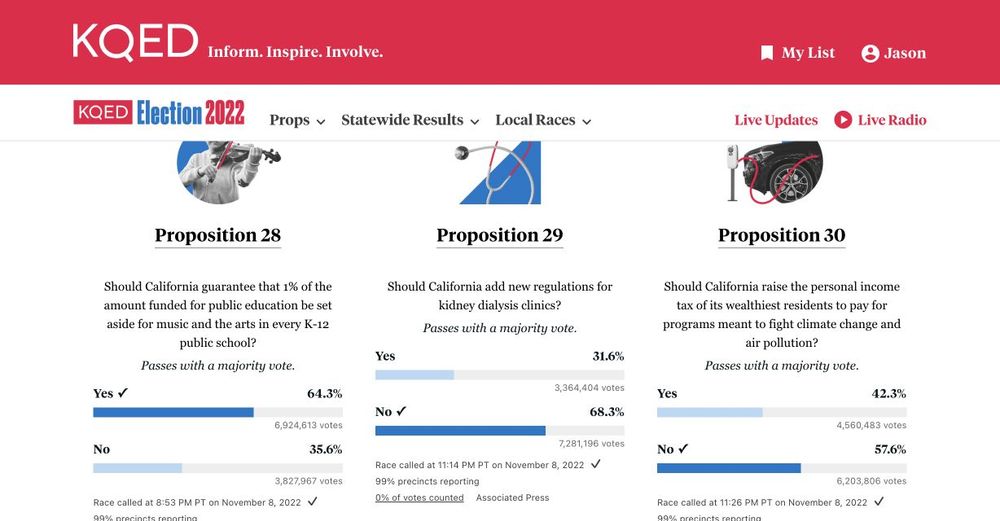 KQED Inform. Inspire. Involve.
My List
Jason
KQED Election 2022
Props
Statewide Results
Local Races
Live Updates
Live Radio
Proposition 28
Should California guarantee that 1% of the
amount funded for public education be set
aside for music and the arts in every K-12
public school?
Passes with a majority vote.
Yes ✓ 64.3%
6,924,613 votes
No 35.6%
3,827,967 votes
Race called at 8:53 PM PT on November 8, 2022 ✓
99% precincts reporting
Proposition 29
Should California add new regulations for
kidney dialysis clinics?
Passes with a majority vote.
Yes 31.6%
3,364,404 votes
No ✓ 68.3%
7,281,196 votes
Race called at 11:14 PM PT on November 8, 2022 ✓
99% precincts reporting
0% of votes counted Associated Press
Proposition 30
Should California raise the personal income
tax of its wealthiest residents to pay for
programs meant to fight climate change and
air pollution?
Passes with a majority vote.
Yes 42.3%
4,560,483 votes
No ✓ 57.6%
6,203,806 votes
Race called at 11:26 PM PT on November 8, 2022 ✓
99% precincts reporting